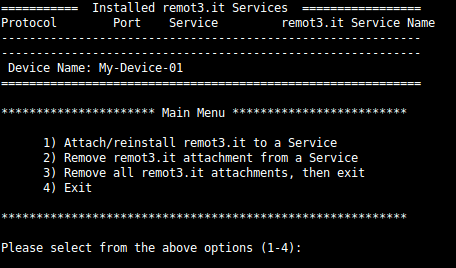 ===========  Installed remot3.it Services  =================
Protocol        Port    Service         remot3.it Service Name
------------------------------------------------------------
------------------------------------------------------------
 Device Name: My-Device-01
============================================================
********************** Main Menu *************************
      1) Attach/reinstall remot3.it to a Service
      2) Remove remot3.it attachment from a Service
      3) Remove all remot3.it attachments, then exit
      4) Exit
**********************************************************
Please select from the above options (1-4):